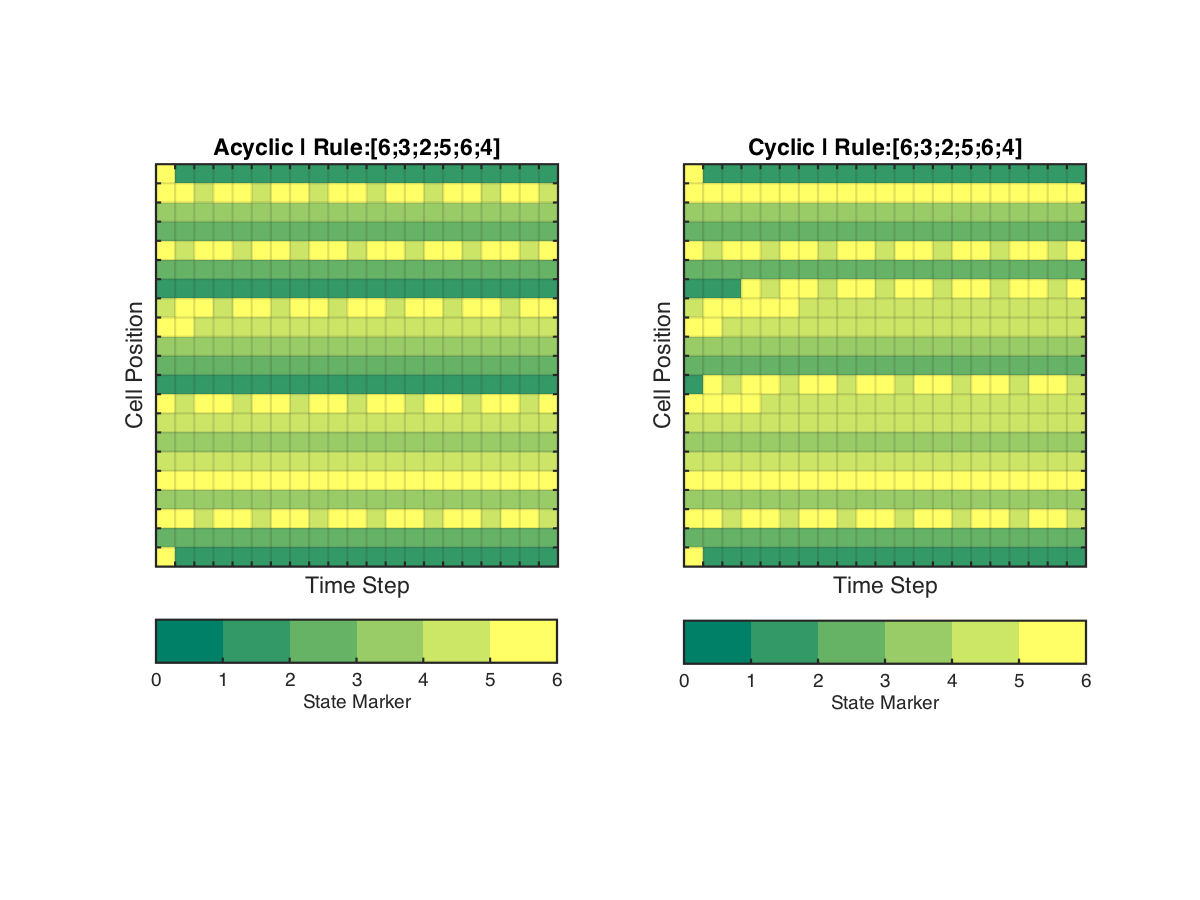 Acyclic | Rule:[6;3;2;5;6;4]
Cell Position
Time Step
0 1 2 3 4 5 6
State Marker
Cyclic | Rule:[6;3;2;5;6;4]
Cell Position
Time Step
0 1 2 3 4 5 6
State Marker